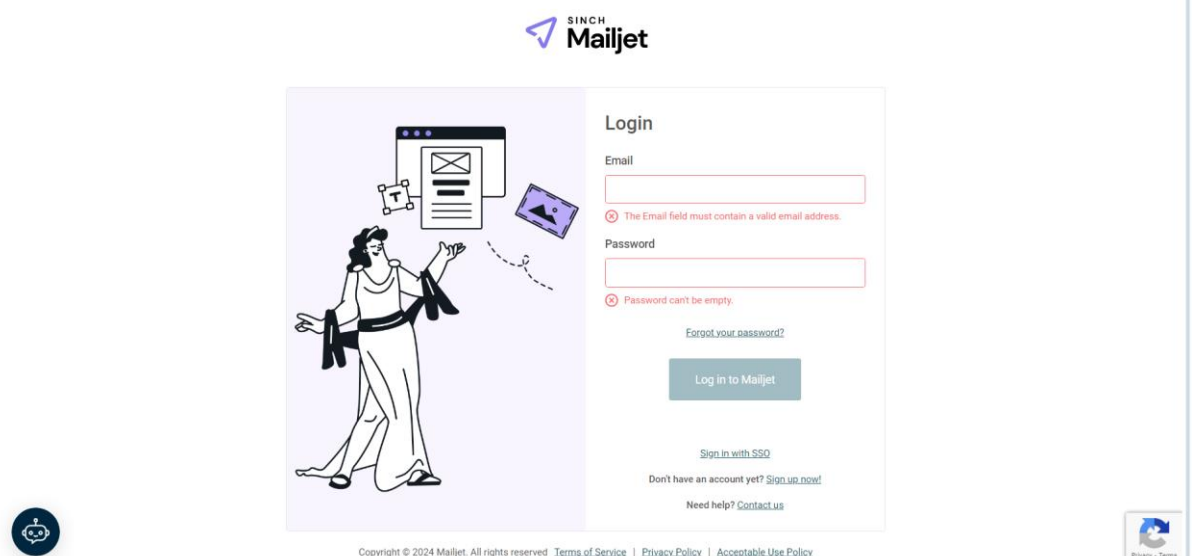 SINCH
Mailjet
Login
Email
The Email field must contain a valid email address.
Password
Password can't be empty.
Forgot your password?
Log in to Mailjet
Sign in with SSO
Don't have an account yet? Sign up now!
Need help? Contact us
Copyright © 2024 Mailjet. All rights reserved Terms of Service | Privacy Policy | Acceptable Use Policy
Privacy - Terms
T